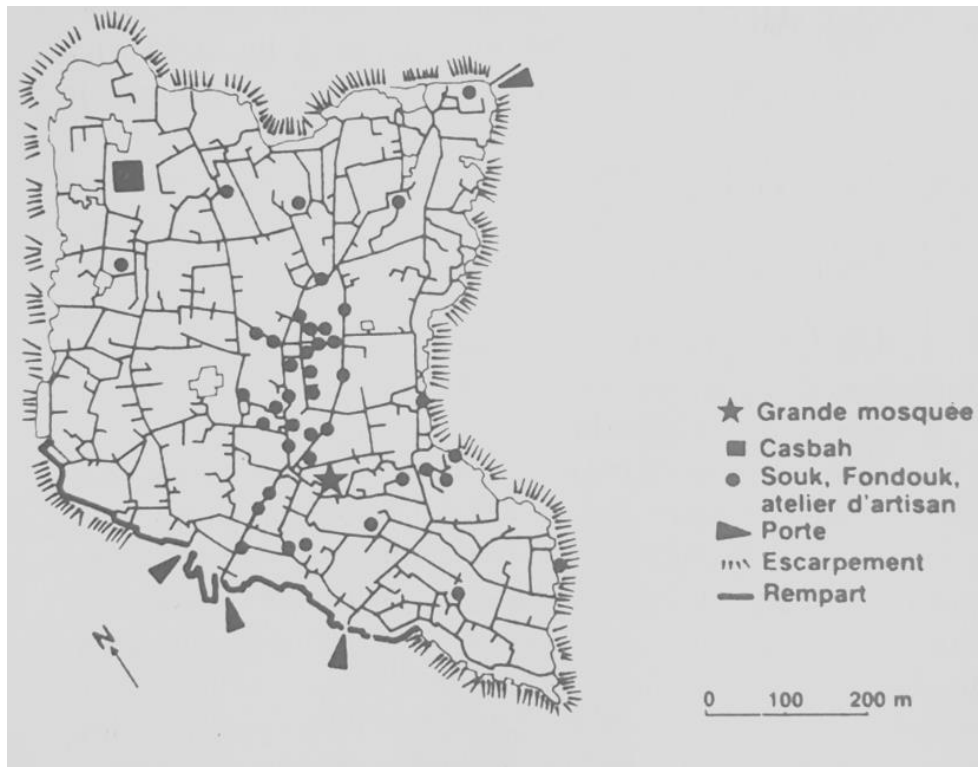 Grande mosquée
Casbah
Souk, Fondouk,
atelier d'artisan
Porte
Escarpement
Rempart
N
0 100 200 m